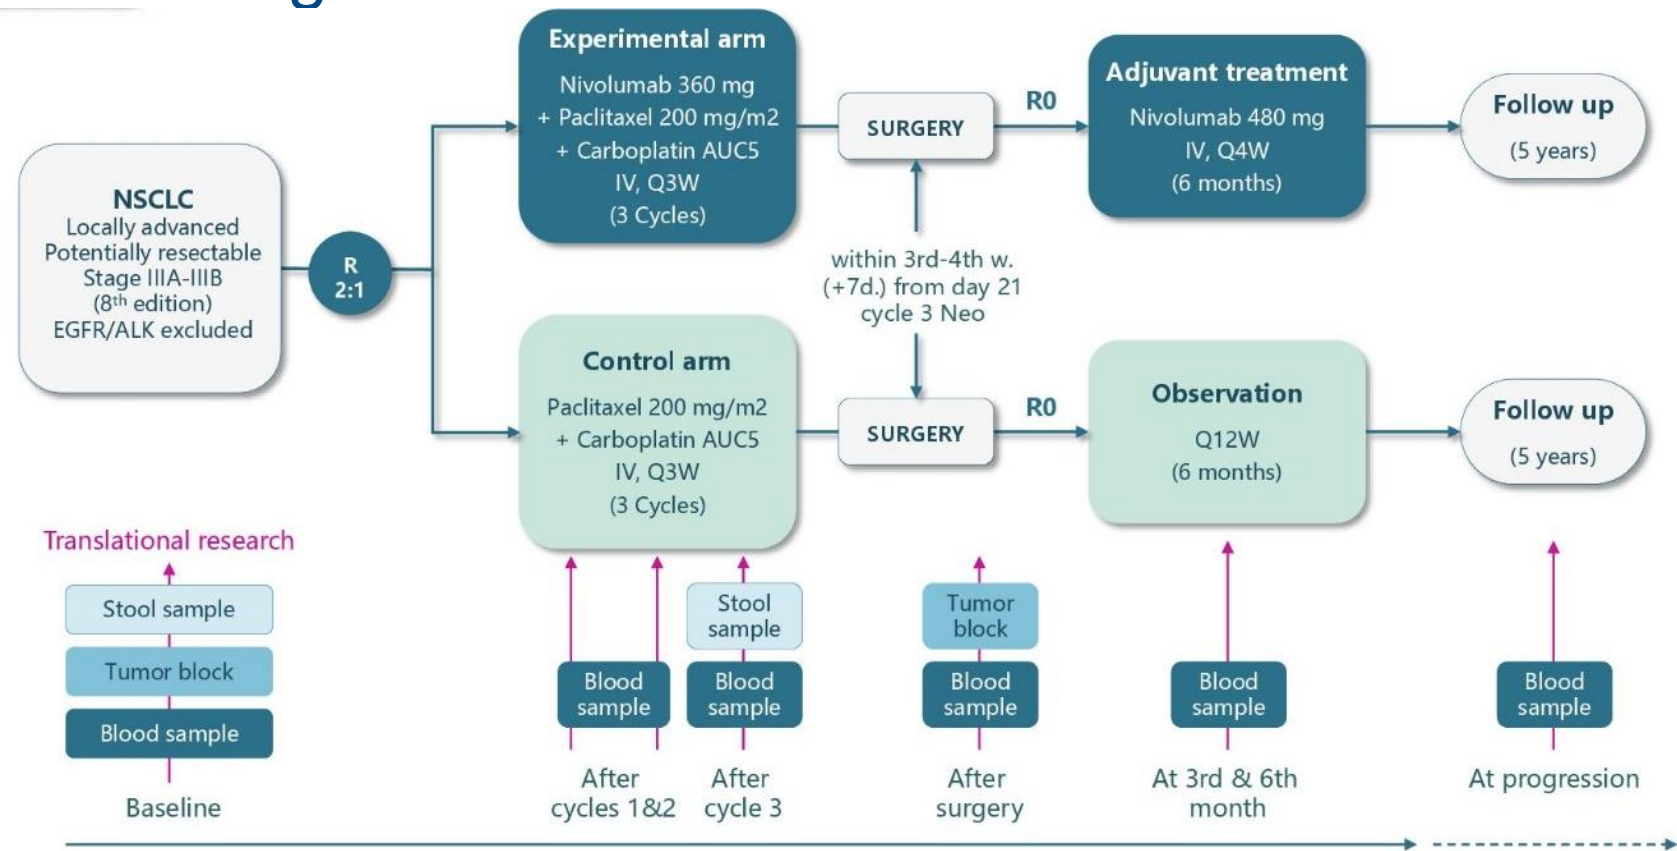 NSCLC
Locally advanced
Potentially resectable
Stage IIIA-IIIB
(8th edition)
EGFR/ALK excluded
R
2:1
Experimental arm
Nivolumab 360 mg
+ Paclitaxel 200 mg/m2
+ Carboplatin AUC5
IV, Q3W
(3 Cycles)
SURGERY
R0
Adjuvant treatment
Nivolumab 480 mg
IV, Q4W
(6 months)
Follow up
(5 years)
within 3rd-4th w.
(+7d.) from day 21
cycle 3 Neo
Control arm
Paclitaxel 200 mg/m2
+ Carboplatin AUC5
IV, Q3W
(3 Cycles)
SURGERY
R0
Observation
Q12W
(6 months)
Follow up
(5 years)
Translational research
Stool sample
Tumor block
Blood sample
Baseline
Blood
sample
After
cycles 1&2
Stool
sample
Blood
sample
After
cycle 3
Tumor
block
Blood
sample
After
surgery
Blood
sample
At 3rd & 6th
month
Blood
sample
At progression